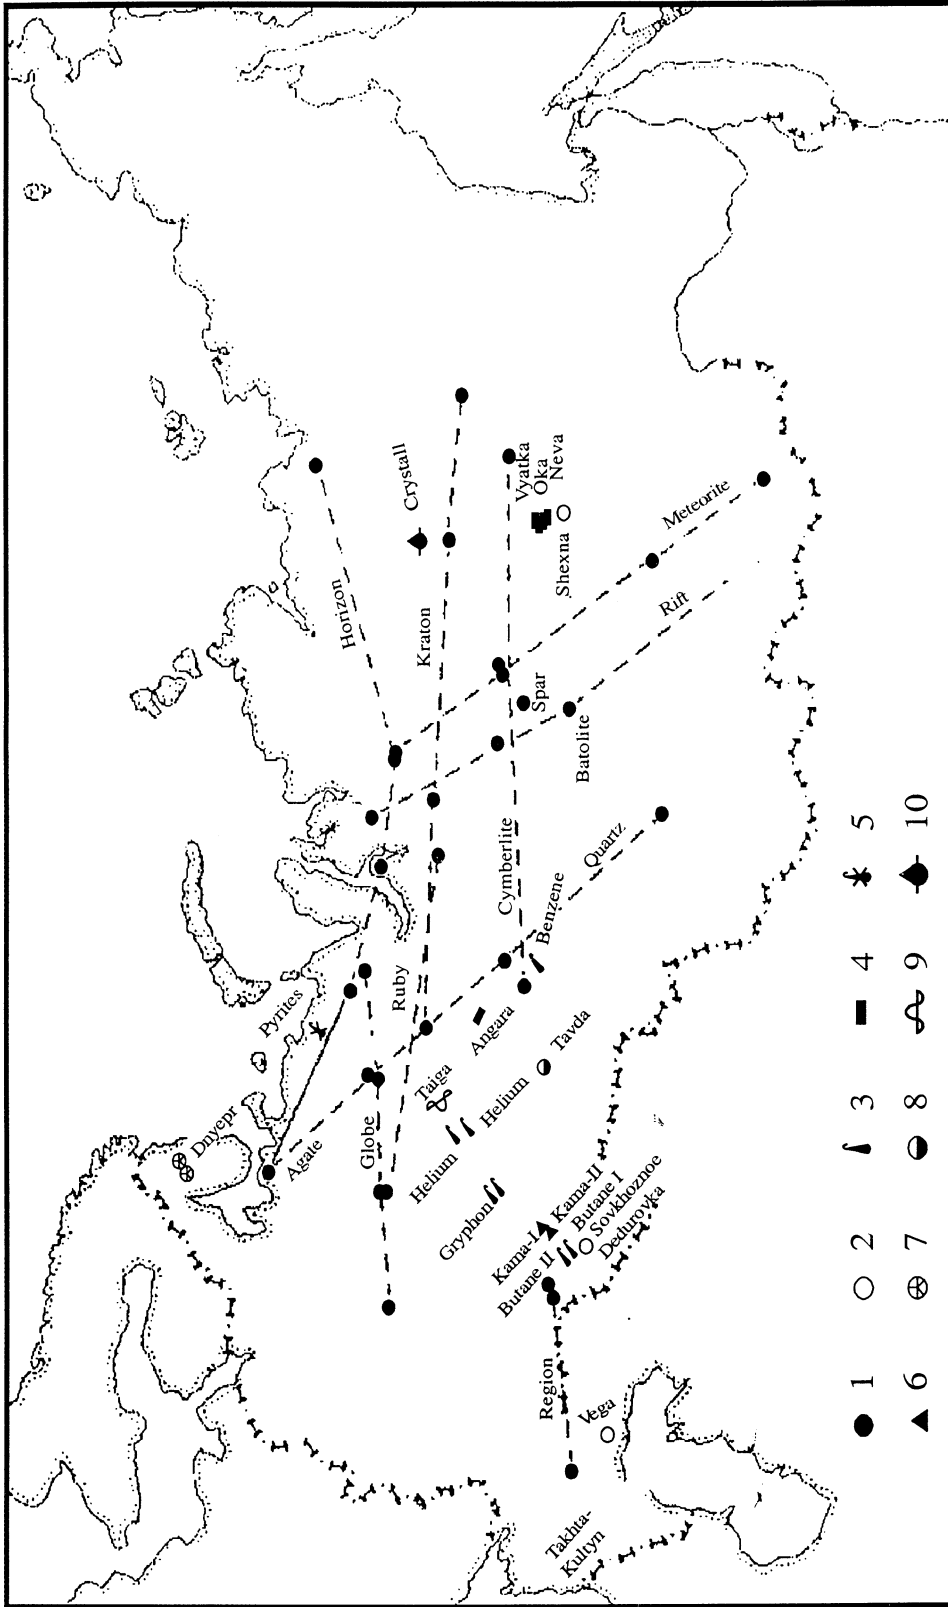 Crystall
Horizon
Kraton
Vyatka
Oka
Neva
Shexna
Meteorite
Rift
Spar
Batolite
Cymberlite
Quartz
Benzene
Pyrites
Ruby
Angara
Dnyepr
Agate
Globe
Taiga
Helium
Helium
Tavda
Gryphon
Kama-I
Kama-II
Butane II
Butane I
Sovkhoznoe
Dedurovka
Region
Vega
Takhta-
Kultyn
1 2 3 4 5
6 7 8 9 10